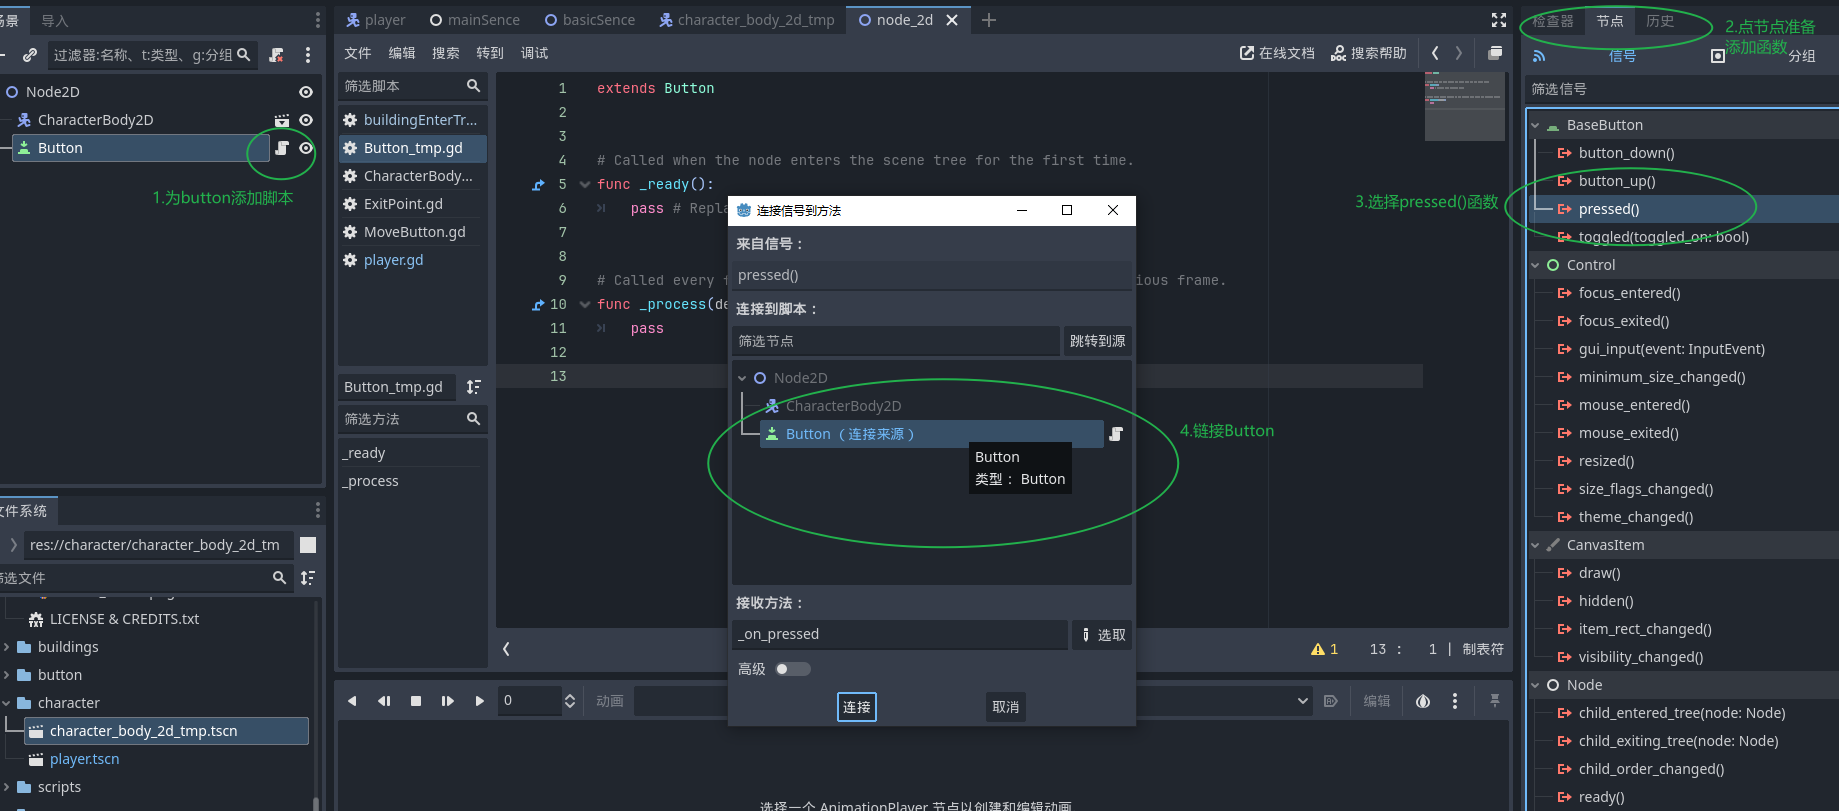 场景
导入
过滤器:名称、t:类型、g:分组
Node2D
CharacterBody2D
Button
1.为button添加脚本
文件系统
res://character/character_body_2d_tm
筛选文件
LICENSE & CREDITS.txt
buildings
button
character
character_body_2d_tmp.tscn
player.tscn
scripts
player
mainSence
basicSence
character_body_2d_tmp
node_2d
文件
编辑
搜索
转到
调试
在线文档
搜索帮助
筛选脚本
buildingEnterTr...
Button_tmp.gd
CharacterBody...
ExitPoint.gd
MoveButton.gd
player.gd
Button_tmp.gd
筛选方法
_ready
_process
1 extends Button
2
3
4 # Called when the node enters the scene tree for the first time.
5 func _ready():
6 pass # Repla
7
8
9 # Called every f ious frame.
10 func _process(de
11 pass
12
13
1
13 : 1 | 制表符
连接信号到方法
来自信号：
pressed()
连接到脚本：
筛选节点
跳转到源
Node2D
CharacterBody2D
Button （连接来源）
Button
类型： Button
4.链接Button
接收方法：
_on_pressed
选取
高级
连接
取消
0
动画
编辑
选择一个 AnimationPlayer 节点以创建和编辑动画
检查器
节点
历史
2.点节点准备
添加函数
信号
分组
筛选信号
BaseButton
button_down()
button_up()
3.选择pressed()函数
pressed()
toggled(toggled_on: bool)
Control
focus_entered()
focus_exited()
gui_input(event: InputEvent)
minimum_size_changed()
mouse_entered()
mouse_exited()
resized()
size_flags_changed()
theme_changed()
CanvasItem
draw()
hidden()
item_rect_changed()
visibility_changed()
Node
child_entered_tree(node: Node)
child_exiting_tree(node: Node)
child_order_changed()
ready()